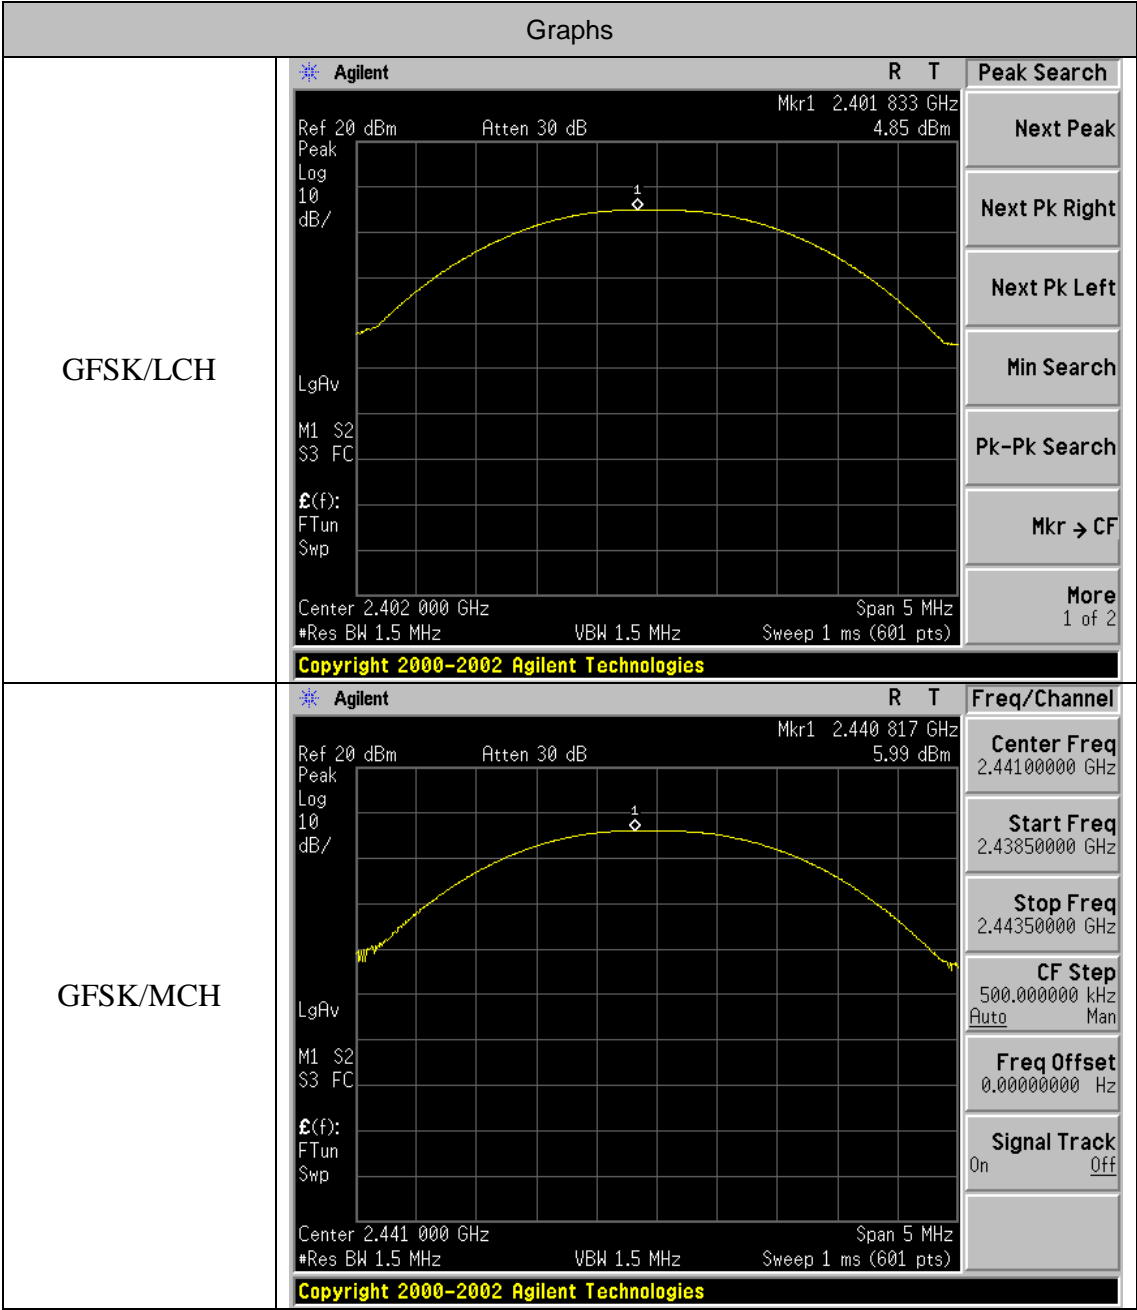 Graphs
GFSK/LCH
Agilent R T
Mkr1 2.401 833 GHz
Ref 20 dBm Atten 30 dB 4.85 dBm
Peak
Log
10
dB/
1
LgAv
M1 S2
S3 FC
£(f):
FTun
Swp
Center 2.402 000 GHz Span 5 MHz
#Res BW 1.5 MHz VBW 1.5 MHz Sweep 1 ms (601 pts)
Copyright 2000-2002 Agilent Technologies
Peak Search
Next Peak
Next Pk Right
Next Pk Left
Min Search
Pk-Pk Search
Mkr → CF
More
1 of 2
GFSK/MCH
Agilent R T
Mkr1 2.440 817 GHz
Ref 20 dBm Atten 30 dB 5.99 dBm
Peak
Log
10
dB/
1
LgAv
M1 S2
S3 FC
£(f):
FTun
Swp
Center 2.441 000 GHz Span 5 MHz
#Res BW 1.5 MHz VBW 1.5 MHz Sweep 1 ms (601 pts)
Copyright 2000-2002 Agilent Technologies
Freq/Channel
Center Freq
2.44100000 GHz
Start Freq
2.43850000 GHz
Stop Freq
2.44350000 GHz
CF Step
500.000000 kHz
Auto Man
Freq Offset
0.00000000 Hz
Signal Track
On Off